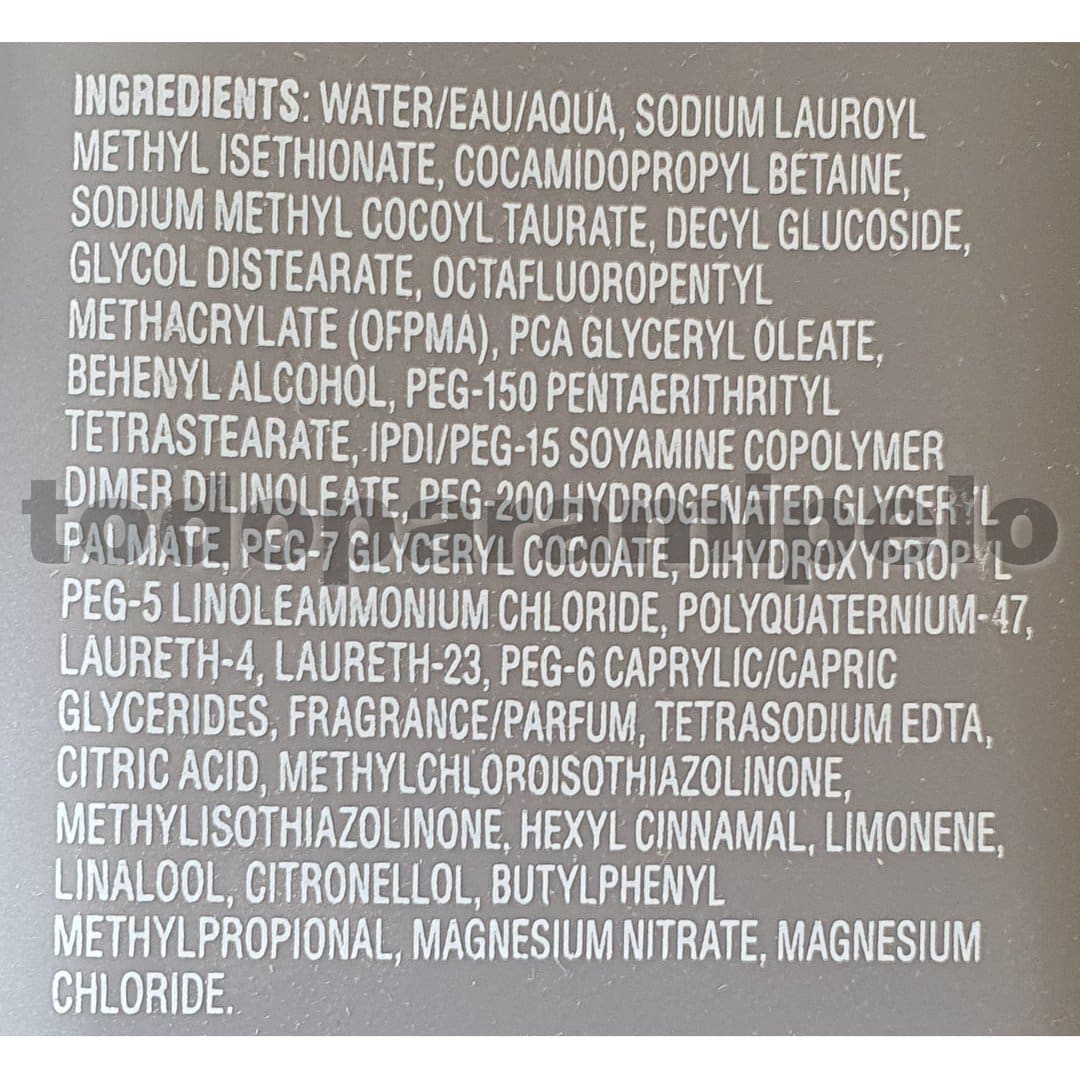 INGREDIENTS: WATER/EAU/AQUA, SODIUM LAUROYL
METHYL ISETHIONATE, COCAMIDOPROPYL BETAINE,
SODIUM METHYL COCOYL TAURATE, DECYL GLUCOSIDE,
GLYCOL DISTEARATE, OCTAFLUOROPENTYL
METHACRYLATE (OFPMA), PCA GLYCERYL OLEATE,
BEHENYL ALCOHOL, PEG-150 PENTAERITHRITYL
TETRASTEARATE, IPDI/PEG-15 SOYAMINE COPOLYMER
DIMER DILINOLEATE, PEG-200 HYDROGENATED GLYCERYL
todoparamipelo
PALMATE, PEG-7 GLYCERYL COCOATE, DIHYDROXYPROPYL
PEG-5 LINOLEAMMONIUM CHLORIDE, POLYQUATERNIUM-47,
LAURETH-4, LAURETH-23, PEG-6 CAPRYLIC/CAPRIC
GLYCERIDES, FRAGRANCE/PARFUM, TETRASODIUM EDTA,
CITRIC ACID, METHYLCHLOROISOTHIAZOLINONE,
METHYLISOTHIAZOLINONE, HEXYL CINNAMAL, LIMONENE,
LINALOOL, CITRONELLOL, BUTYLPHENYL
METHYLPROPIONAL, MAGNESIUM NITRATE, MAGNESIUM
CHLORIDE.